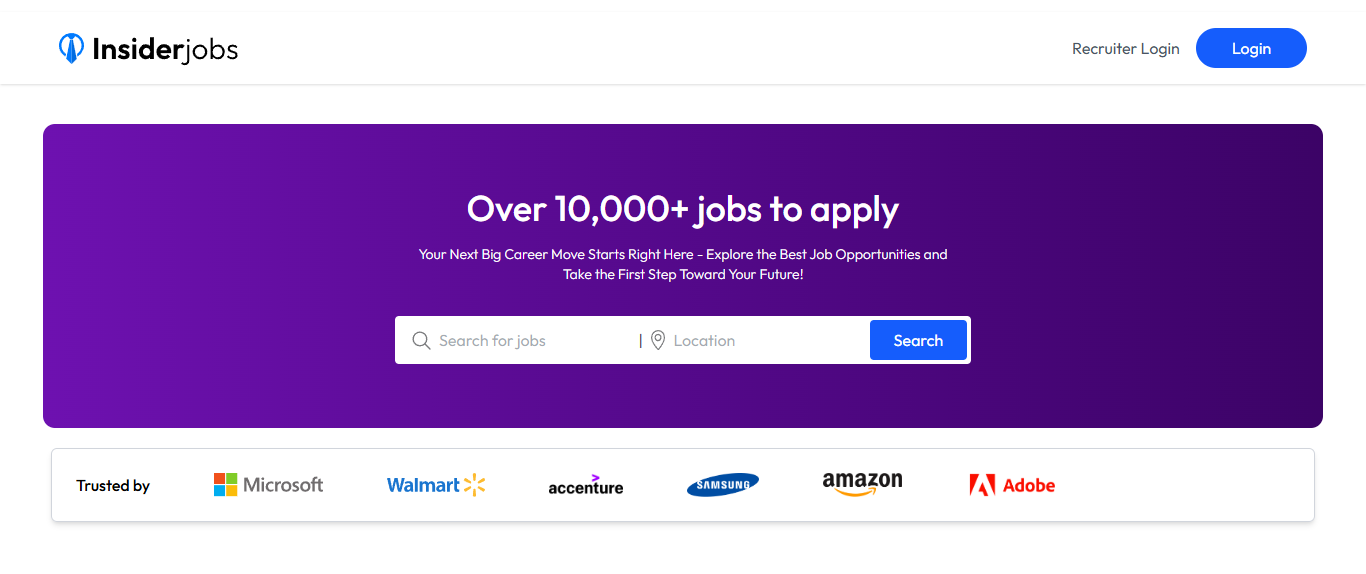 Insiderjobs
Recruiter Login
Login
Over 10,000+ jobs to apply
Your Next Big Career Move Starts Right Here - Explore the Best Job Opportunities and
Take the First Step Toward Your Future!
Search for jobs
| Location
Search
Trusted by
Microsoft
Walmart
accenture
SAMSUNG
amazon
Adobe